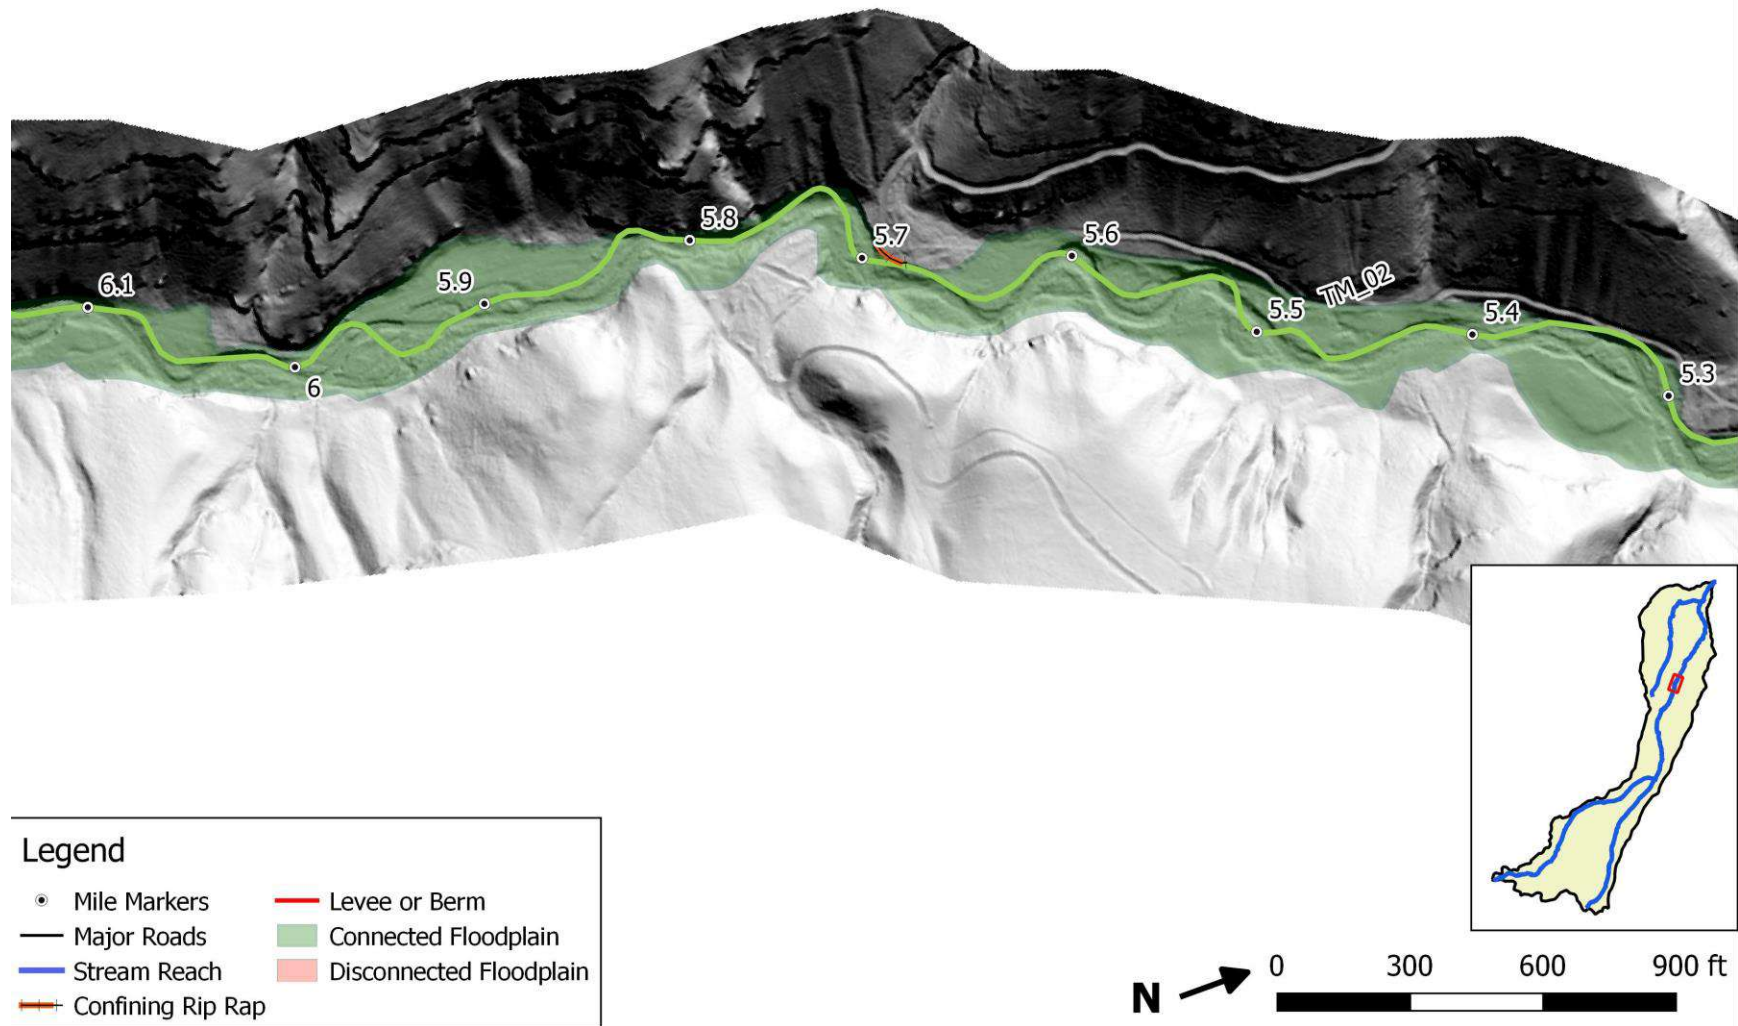 5.8
5.7
5.6
6.1
5.9
TM_02
5.5
5.4
5.3
6
Legend
Mile Markers
Major Roads
Stream Reach
Confining Rip Rap
Levee or Berm
Connected Floodplain
Disconnected Floodplain
N
0 300 600 900 ft